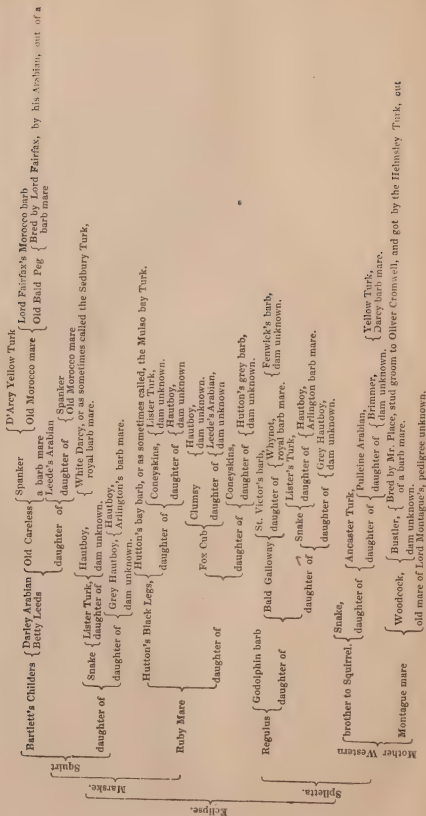 D'Arcy Yellow Turk
Lord Fairfax's Morocco barb
Spanker
Old Morocco mare
Old Bald Peg
Bred by Lord Fairfax, by his Arabian, out of a
barb mare
Old Careless
a barb mare
Darley Arabian
Betty Leeds
Leede's Arabian
Spanker
daughter of
daughter of
Old Morocco mare
Bartlett's Childers
White Darcy, or as sometimes called the Sedbury Turk,
Hautboy,
royal barb mare.
Lister Turk,
Snake
daughter of
dam unknown.
daughter of
Hautboy,
Grey Hautboy,
Arlington's barb mare.
daughter of
dam unknown.
Squirt
Hutton's bay barb, or as sometimes called, the Mulso bay Turk.
Hutton's Black Legs,
Lister Turk,
Coneyskins,
dam unknown.
daughter of
Hautboy,
daughter of
dam unknown
Ruby Mare
Hautboy,
Clumsy
dam unknown.
Fox Cub
Leede's Arabian,
daughter of
dam unknown
daughter of
Coneyskins,
daughter of
Hutton's grey barb,
daughter of
dam unknown.
Marske.
Eclipse.
Godolphin barb
Regulus
St. Victor's barb,
Bald Galloway
Whynot,
Fenwick's barb,
daughter of
dam unknown.
royal barb mare.
daughter of
Lister's Turk,
Snake
Hautboy,
daughter of
Arlington barb mare.
daughter of
Grey Hautboy,
daughter of
dam unknown.
Spiletta.
Snake,
brother to Squirrel.
Ancaster Turk,
daughter of
Pulleine Arabian,
daughter of
Brimmer,
Yellow Turk,
Darcy barb mare.
daughter of
dam unknown.
Mother Western
Bustler,
Bred by Mr. Place, stud groom to Oliver Cromwell, and got by the Helmsley Turk, out
of a barb mare.
Woodcock,
dam unknown.
Montague mare
old mare of Lord Montague's, pedigree unknown.